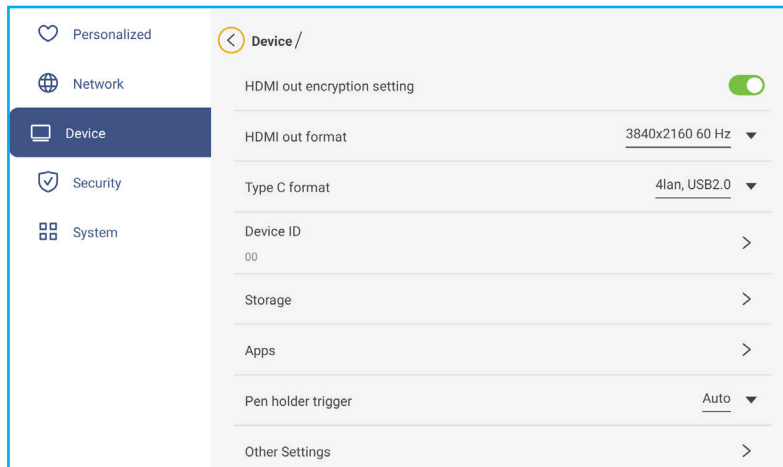 Personalized
Network
Device
Security
System
Device /
HDMI out encryption setting
HDMI out format 3840x2160 60 Hz
Type C format 4lan, USB2.0
Device ID
00
Storage
Apps
Pen holder trigger Auto
Other Settings